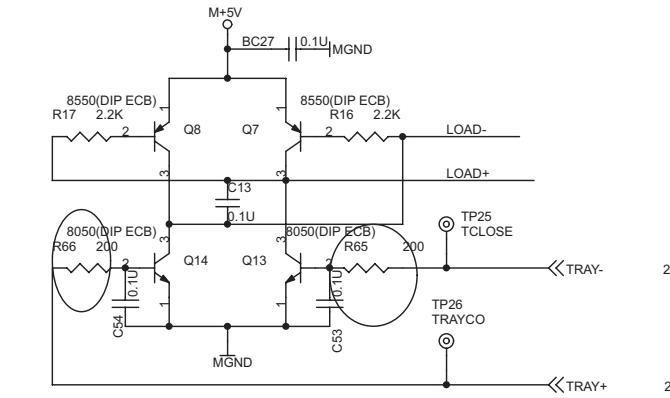 M+5V
BC27 0.1U MGND
8550(DIP ECB) 8550(DIP ECB)
R17 2.2K 1 1 R16 2.2K
2 Q8 Q7 2 LOAD-
3 3 LOAD+
C13
0.1U
8050(DIP ECB) 3 3 8050(DIP ECB) TP25
R66 200 R65 200 TCLOSE
2 Q14 Q13 2 TRAY- 2
0.1U 0.1U
1 1 TP26
C54 C53 TRAYCO
MGND
TRAY+ 2